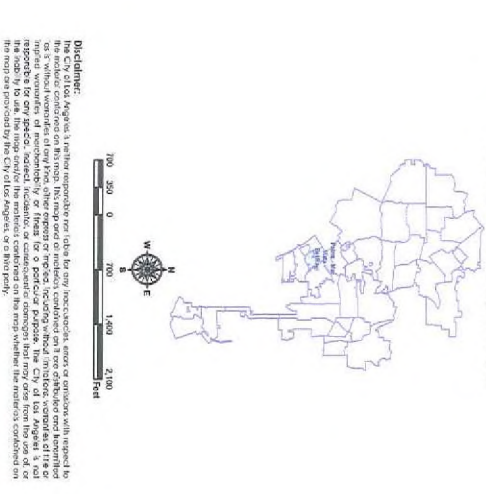 Disclaimer:
The City of Los Angeles is neither responsible nor liable for any inaccuracies, errors or omissions with respect to
the material contained on this map. This map and all materials contained on it are distributed and transmitted
"as is" without warranties of any kind, either express or implied, including without limitations, warranties of title or
implied warranties of merchantability or fitness for a particular purpose. The City of Los Angeles is not
responsible for any special, indirect, incidental, or consequential damages that may arise from the use of, or
the inability to use, the map and/or the materials contained on the map whether the materials contained on
the map are provided by the City of Los Angeles, or a third party.
700 350 0 700 1,400 2,100
Feet
N
W E
S